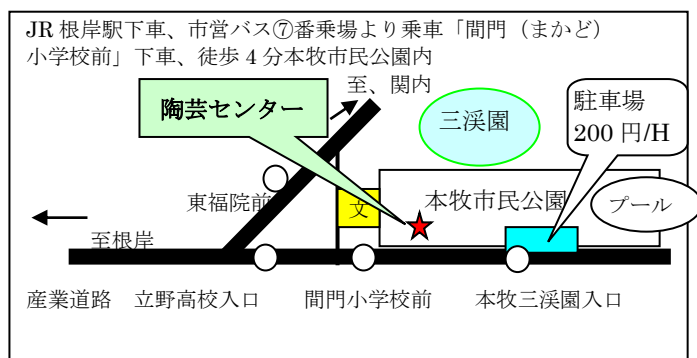 JR 根岸駅下車、市営バス⑦番乗場より乗車「間門（まかど）
小学校前」下車、徒歩 4 分本牧市民公園内
至、関内
陶芸センター
三渓園
駐車場
200 円/H
東福院前
文
本牧市民公園
プール
至根岸
産業道路
立野高校入口
間門小学校前
本牧三渓園入口